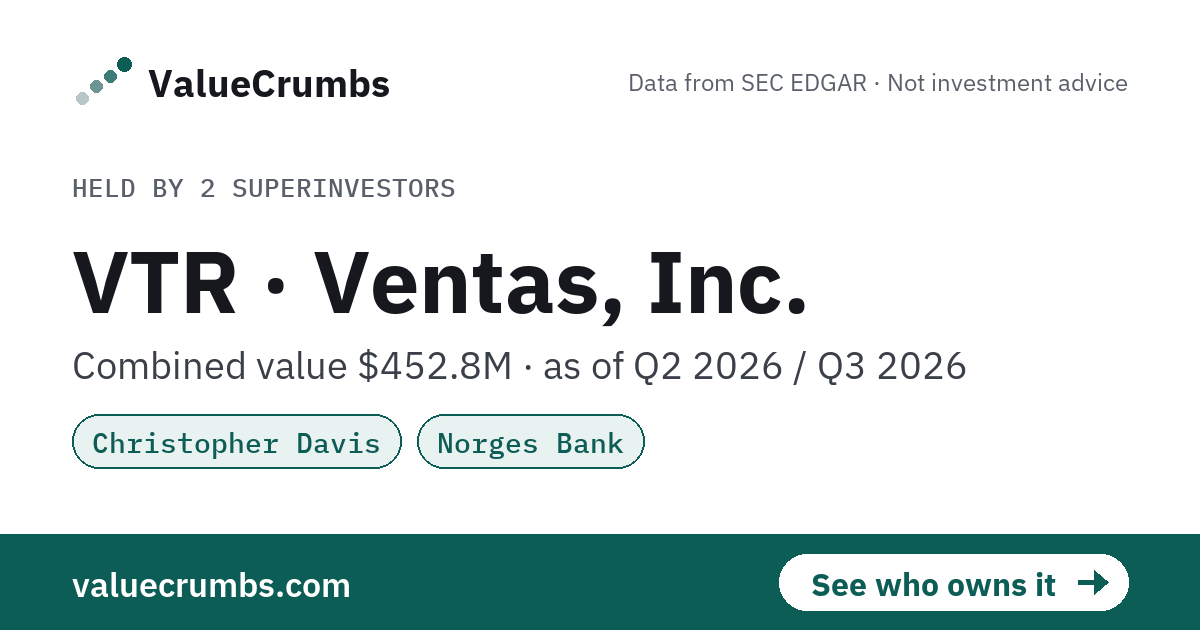 ValueCrumbs
Data from SEC EDGAR · Not investment advice
HELD BY 2 SUPERINVESTORS
VTR · Ventas, Inc.
Combined value $452.8M · as of Q2 2026 / Q3 2026
Christopher Davis
Norges Bank
valuecrumbs.com
See who owns it →